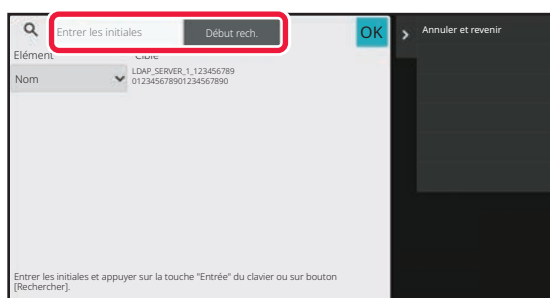 Entrer les initiales Début rech. OK > Annuler et revenir
Elément Cible
Nom LDAP_SERVER_1_123456789
012345678901234567890
Entrer les initiales et appuyer sur la touche "Entrée" du clavier ou sur bouton
[Rechercher].